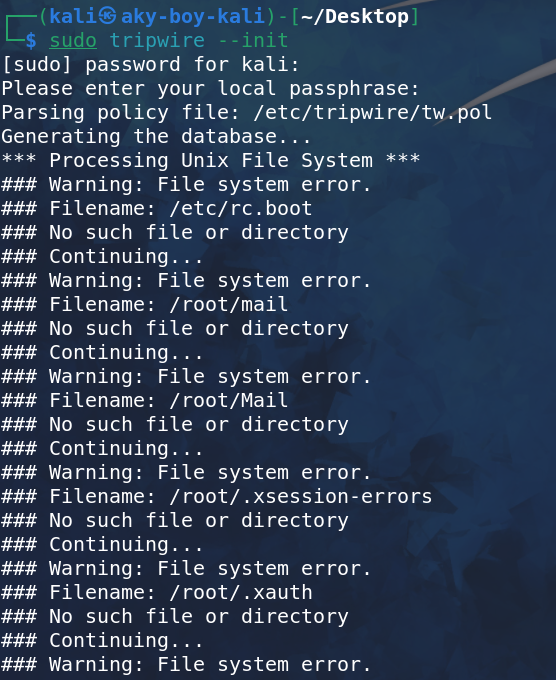 ┌──(kali㉿aky-boy-kali)-[~/Desktop]
└─$ sudo tripwire --init
[sudo] password for kali:
Please enter your local passphrase:
Parsing policy file: /etc/tripwire/tw.pol
Generating the database...
*** Processing Unix File System ***
### Warning: File system error.
### Filename: /etc/rc.boot
### No such file or directory
### Continuing...
### Warning: File system error.
### Filename: /root/mail
### No such file or directory
### Continuing...
### Warning: File system error.
### Filename: /root/Mail
### No such file or directory
### Continuing...
### Warning: File system error.
### Filename: /root/.xsession-errors
### No such file or directory
### Continuing...
### Warning: File system error.
### Filename: /root/.xauth
### No such file or directory
### Continuing...
### Warning: File system error.